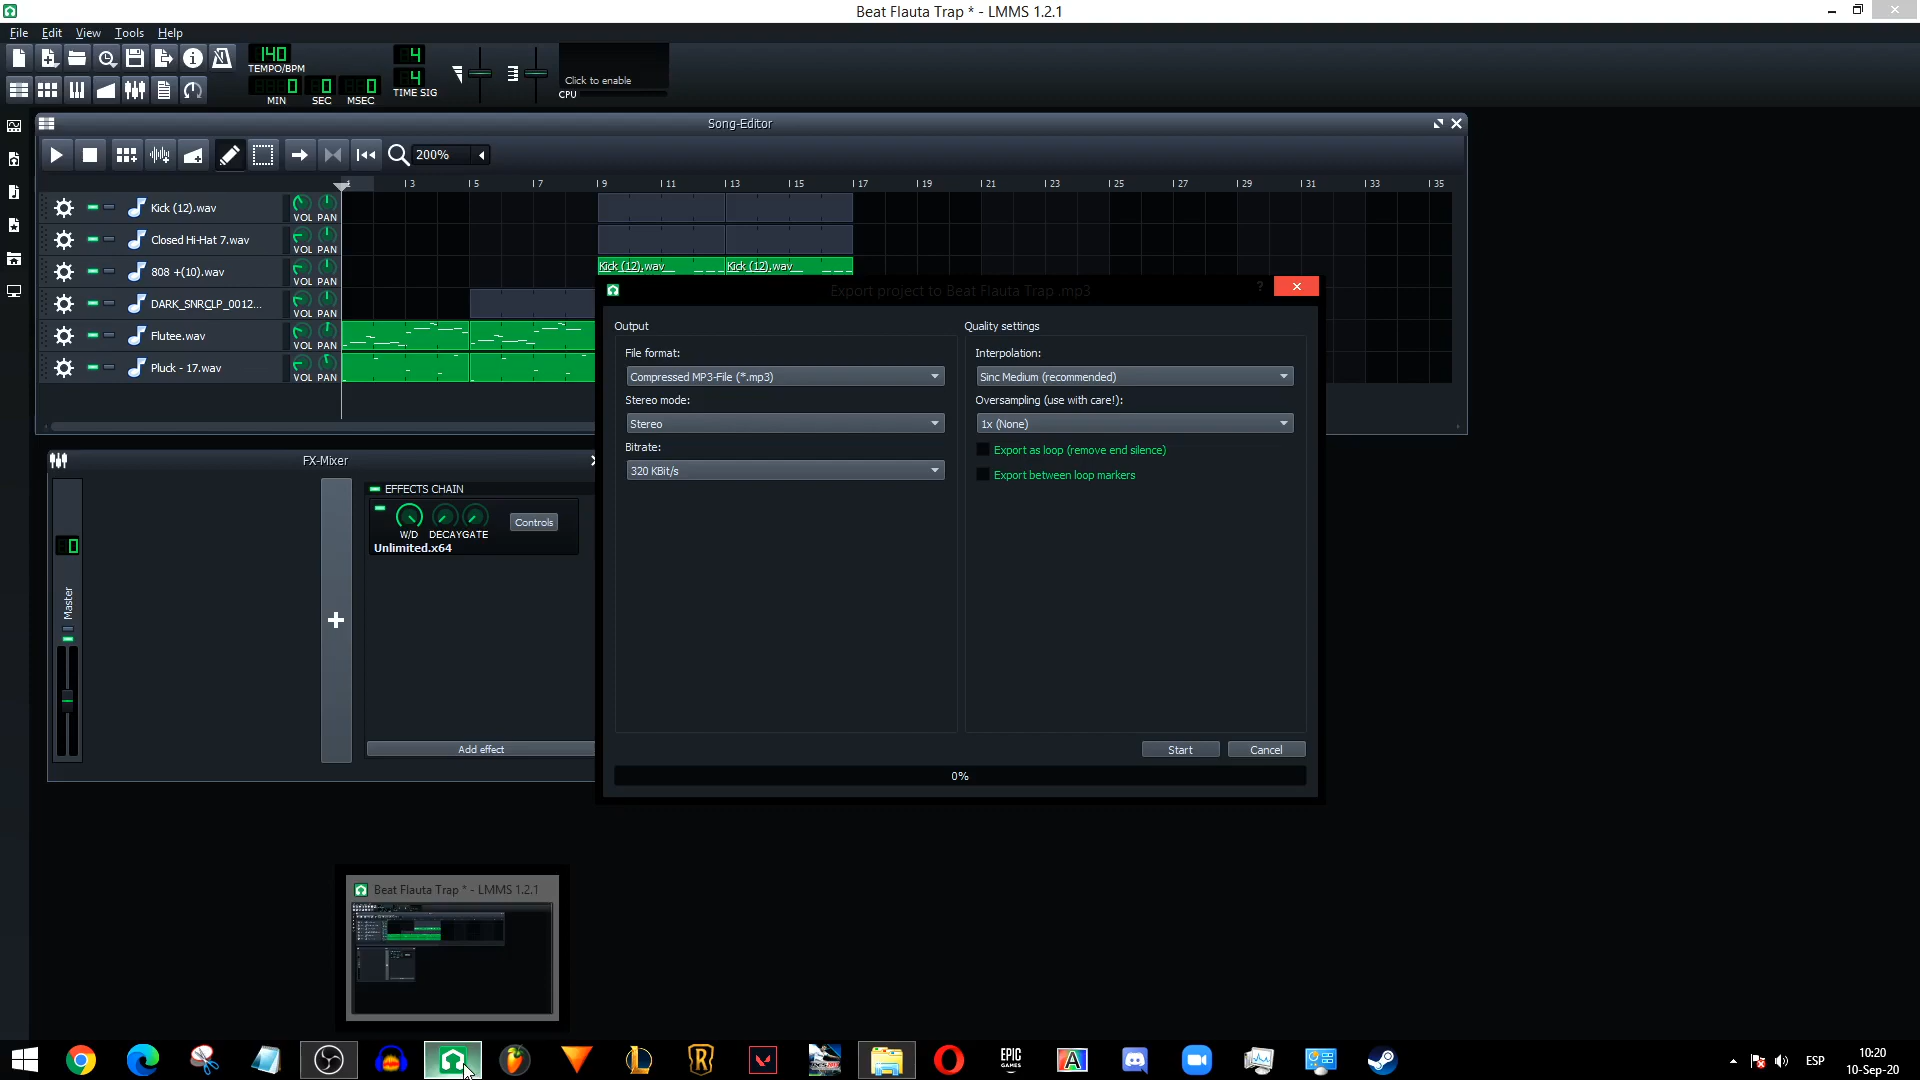 Beat Flauta Trap * - LMMS 1.2.1
File Edit View Tools Help
140
TEMPO/BPM
0 0 0
MIN SEC MSEC
4
4
TIME SIG
Click to enable
CPU
Song-Editor
200%
1 3 5 7 9 11 13 15 17 19 21 23 25 27 29 31 33 35
Kick (12).wav VOL PAN
Closed Hi-Hat 7.wav VOL PAN
808 +(10).wav VOL PAN
Kick (12).wav Kick (12).wav
DARK_SNRCLP_0012... VOL PAN
Flutee.wav VOL PAN
Pluck - 17.wav VOL PAN
Export project to Beat Flauta Trap .mp3
?
Output
File format:
Compressed MP3-File (*.mp3)
Stereo mode:
Stereo
Bitrate:
320 KBit/s
Quality settings
Interpolation:
Sinc Medium (recommended)
Oversampling (use with care!):
1x (None)
Export as loop (remove end silence)
Export between loop markers
Start Cancel
0%
FX-Mixer
0
Master
EFFECTS CHAIN
W/D DECAY GATE
Controls
Unlimited.x64
Add effect
Beat Flauta Trap * - LMMS 1.2.1
EPIC
GAMES
ESP
10:20
10-Sep-20